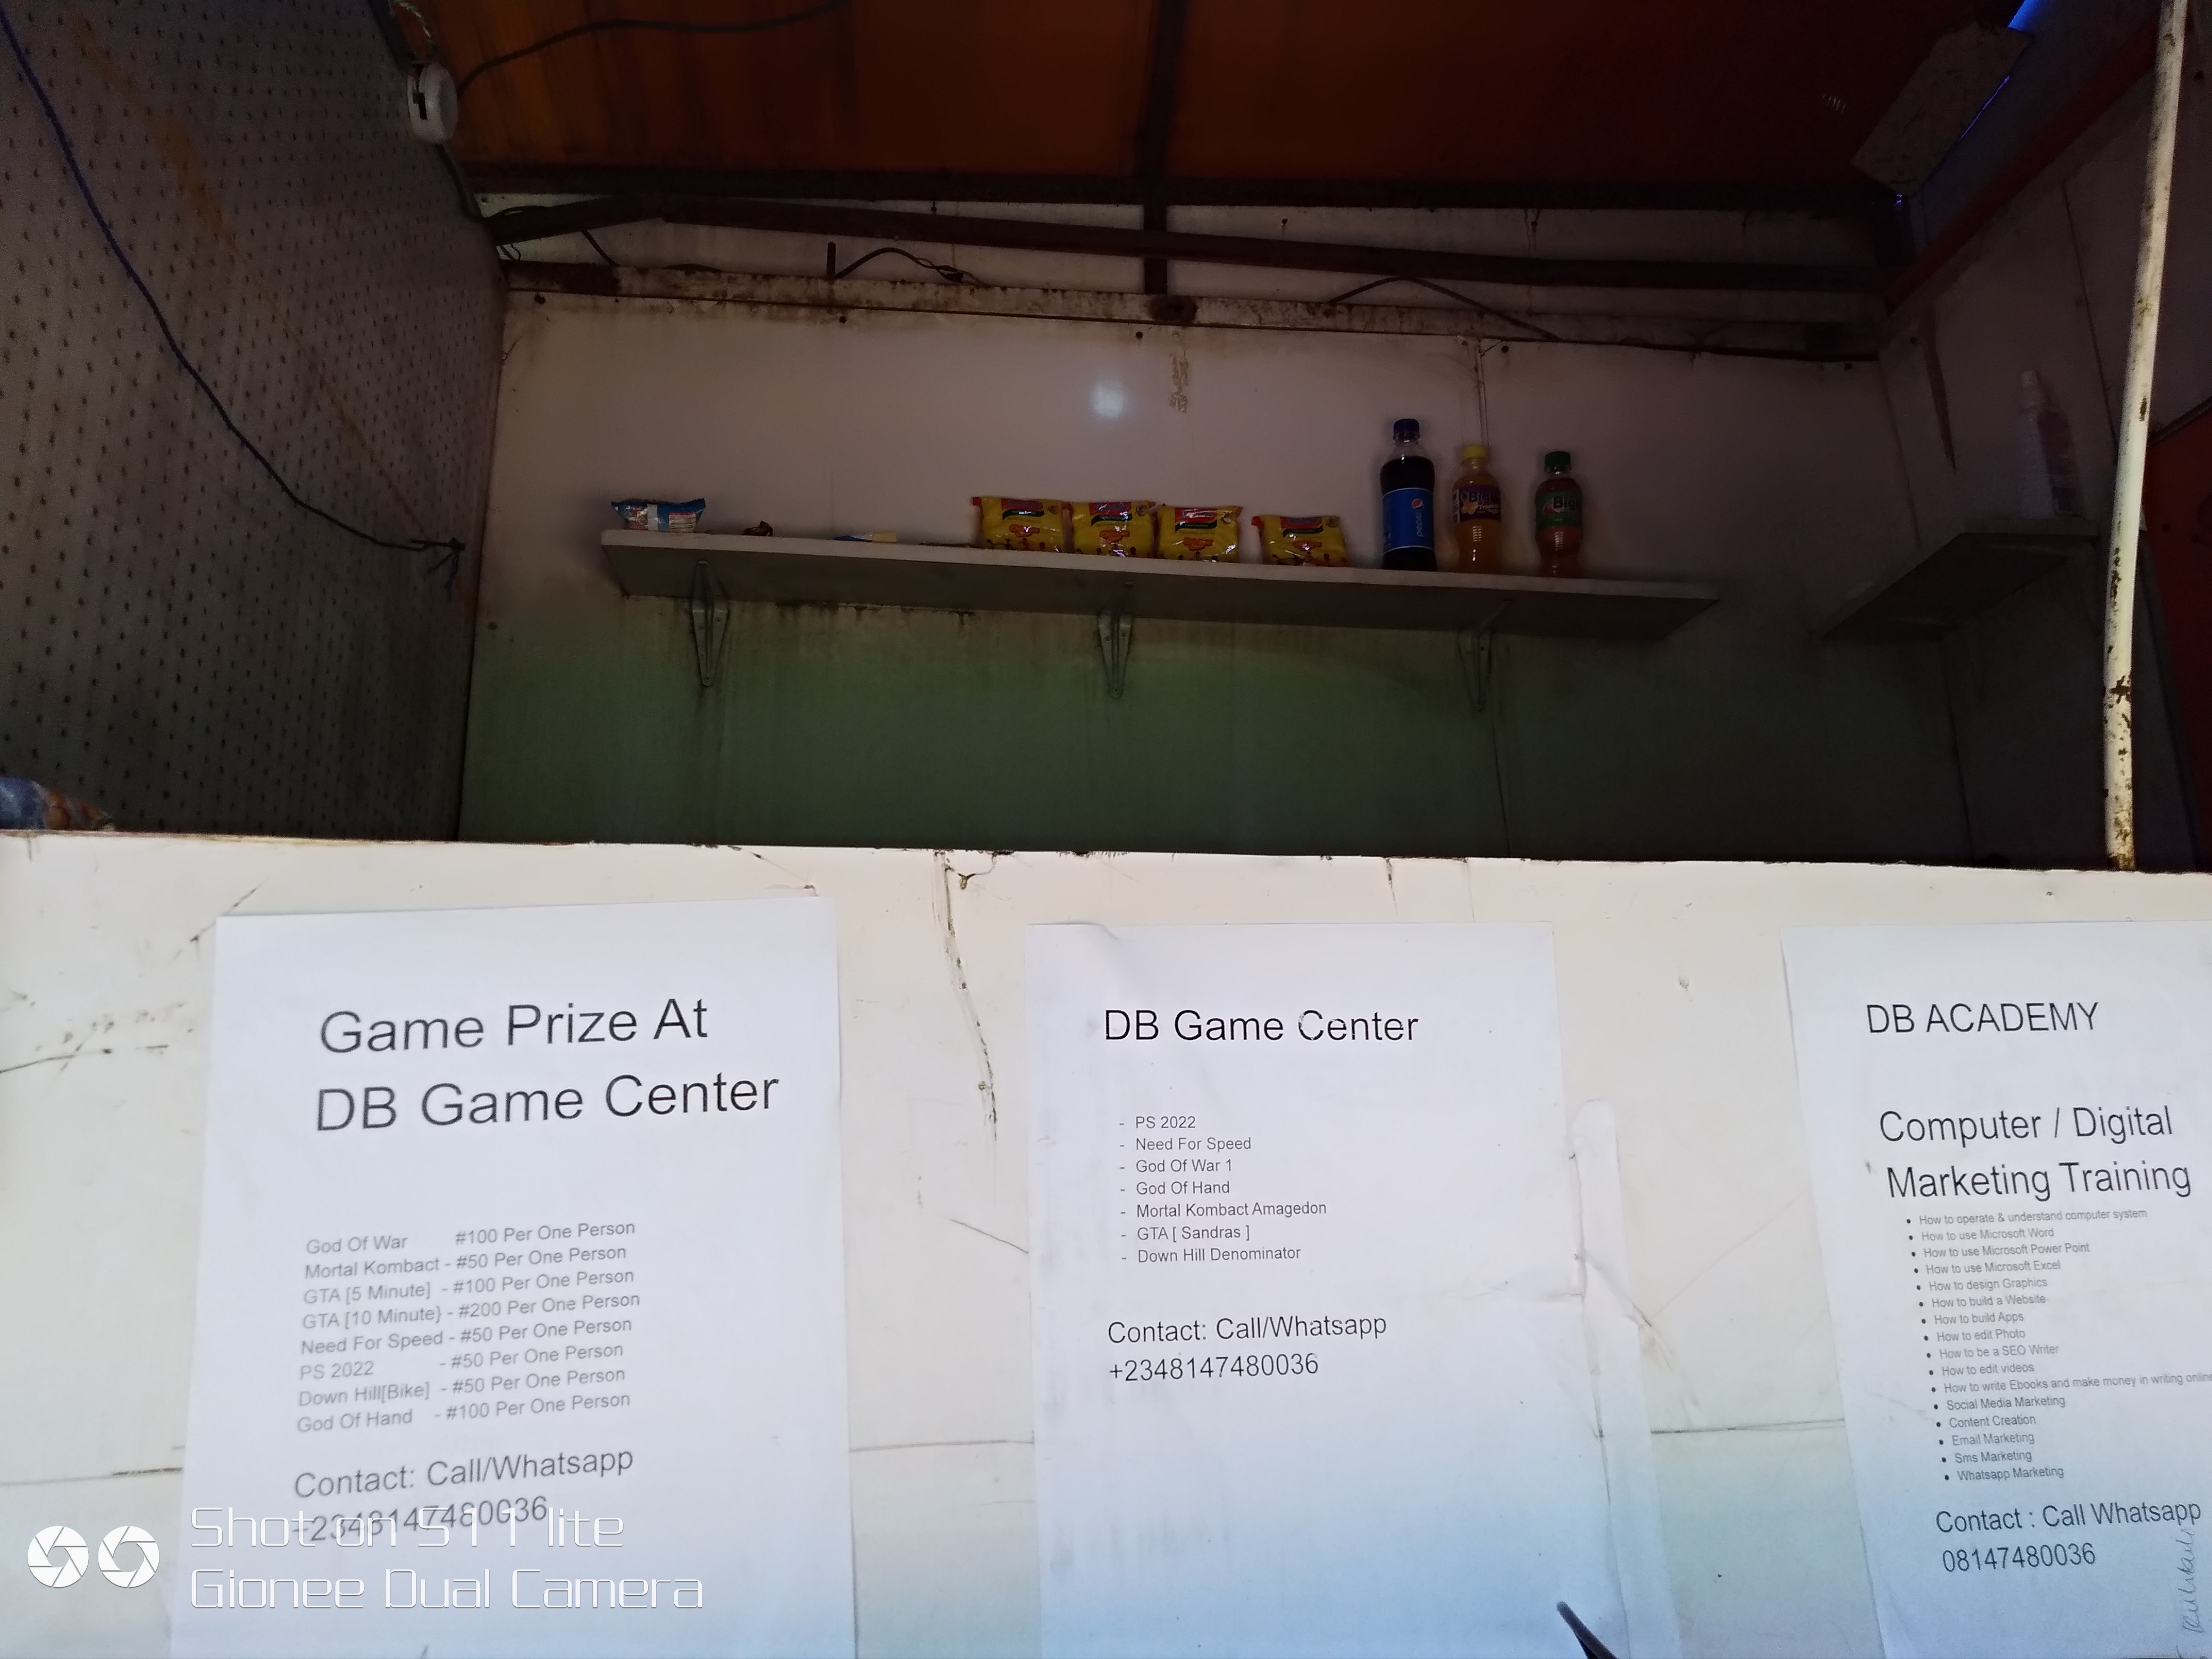 pepsi
Big
Big
Game Prize At
DB Game Center
God Of War #100 Per One Person
Mortal Kombact - #50 Per One Person
GTA [5 Minute] - #100 Per One Person
GTA [10 Minute} - #200 Per One Person
Need For Speed - #50 Per One Person
PS 2022 - #50 Per One Person
Down Hill[Bike] - #50 Per One Person
God Of Hand - #100 Per One Person
Contact: Call/Whatsapp
+2348147480036
DB Game Center
- PS 2022
- Need For Speed
- God Of War 1
- God Of Hand
- Mortal Kombact Amagedon
- GTA [ Sandras ]
- Down Hill Denominator
Contact: Call/Whatsapp
+2348147480036
DB ACADEMY
Computer / Digital
Marketing Training
• How to operate & understand computer system
• How to use Microsoft Word
• How to use Microsoft Power Point
• How to use Microsoft Excel
• How to design Graphics
• How to build a Website
• How to build Apps
• How to edit Photo
• How to be a SEO Writer
• How to edit videos
• How to write Ebooks and make money in writing online
• Social Media Marketing
• Content Creation
• Email Marketing
• Sms Marketing
• Whatsapp Marketing
Contact : Call Whatsapp
08147480036
Shot on S11 lite
Gionee Dual Camera